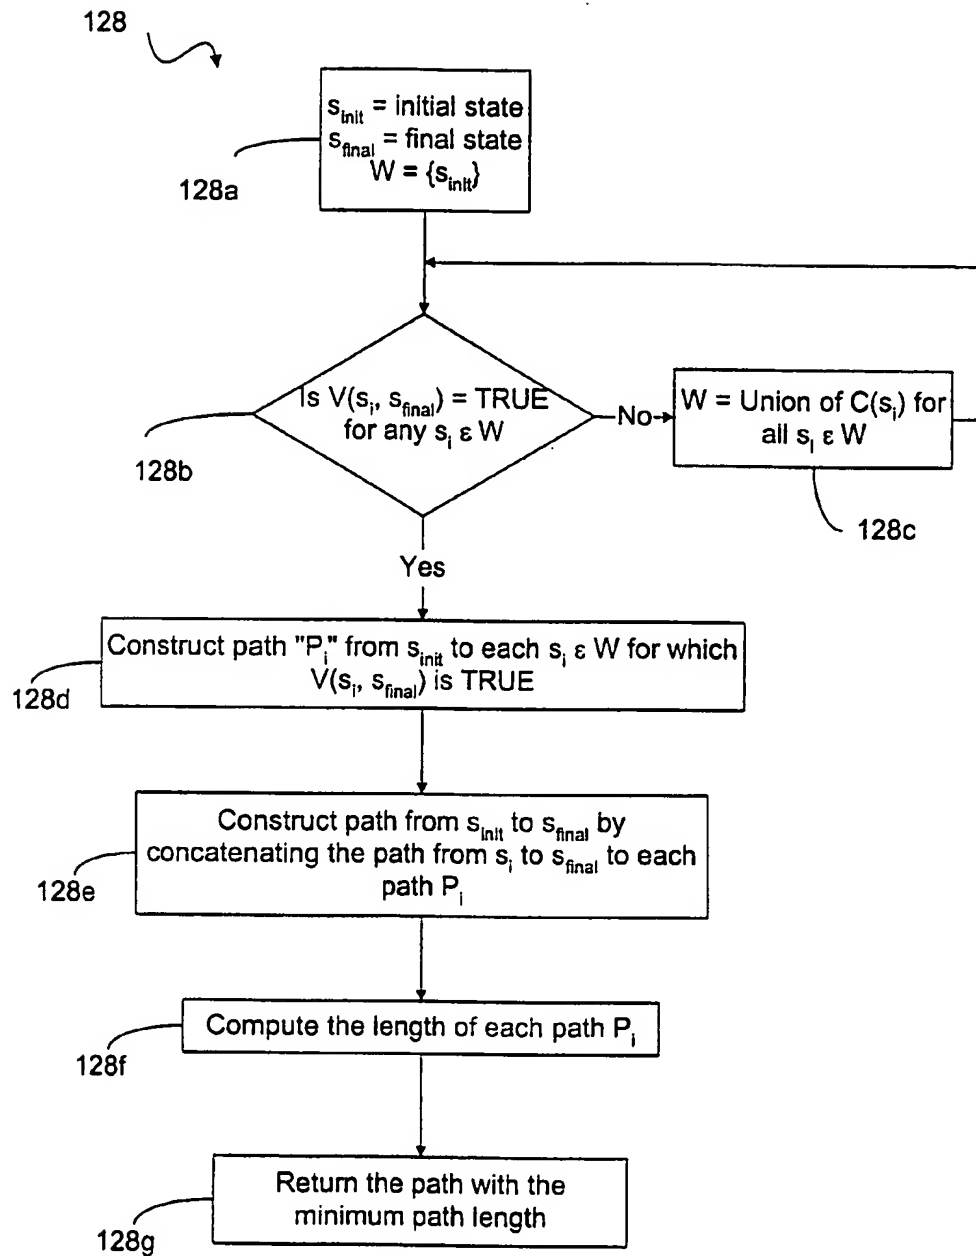 128
s_init = initial state
s_final = final state
W = {s_init}
128a
Is V(s_i, s_final) = TRUE
for any s_i ε W
128b
No
W = Union of C(s_i) for
all s_i ε W
128c
Yes
Construct path "P_i" from s_init to each s_i ε W for which
V(s_i, s_final) is TRUE
128d
Construct path from s_init to s_final by
concatenating the path from s_i to s_final to each
path P_i
128e
Compute the length of each path P_i
128f
Return the path with the
minimum path length
128g